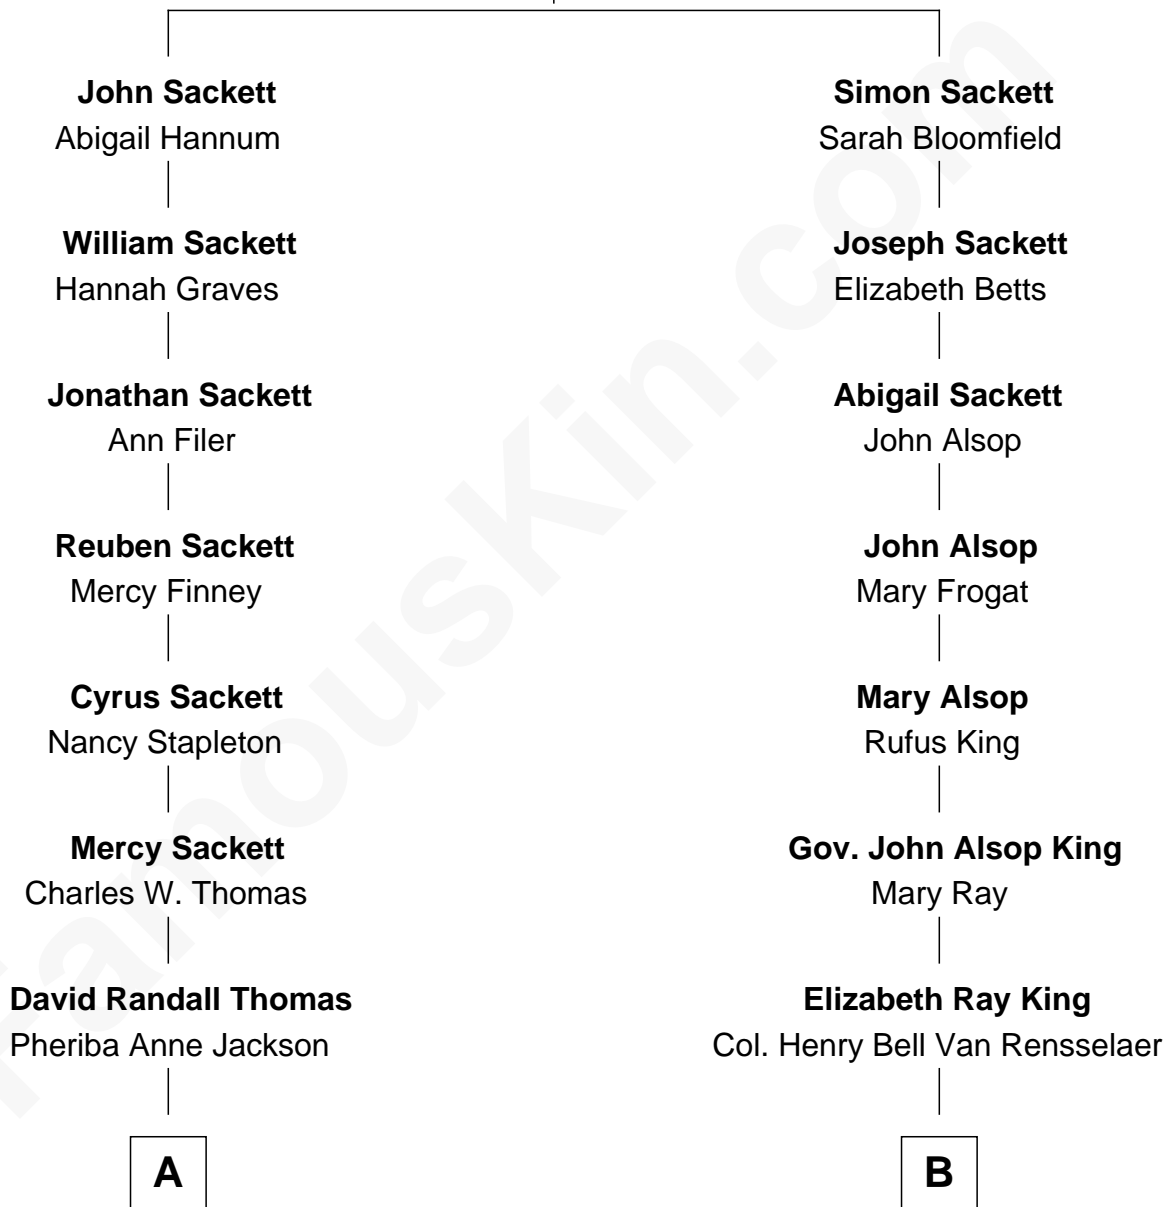 John Sackett
Abigail Hannum
William Sackett
Hannah Graves
Jonathan Sackett
Ann Filer
Reuben Sackett
Mercy Finney
Cyrus Sackett
Nancy Stapleton
Mercy Sackett
Charles W. Thomas
David Randall Thomas
Pheriba Anne Jackson
A
Simon Sackett
Sarah Bloomfield
Joseph Sackett
Elizabeth Betts
Abigail Sackett
John Alsop
John Alsop
Mary Frogat
Mary Alsop
Rufus King
Gov. John Alsop King
Mary Ray
Elizabeth Ray King
Col. Henry Bell Van Rensselaer
B
FamousKin.com